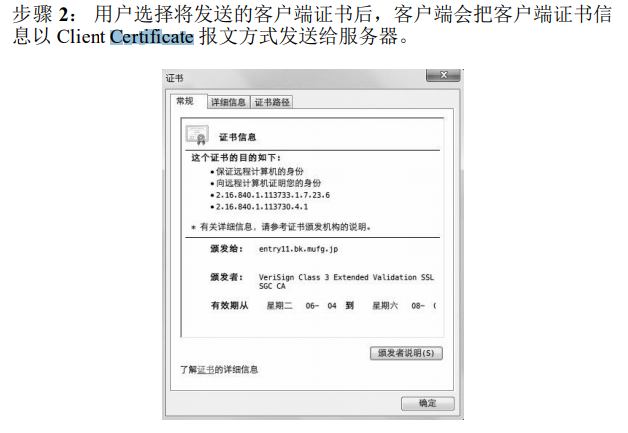 步骤 2： 用户选择将发送的客户端证书后，客户端会把客户端证书信
息以 Client Certificate 报文方式发送给服务器。
证书
常规 详细信息 证书路径
证书信息
这个证书的目的如下：
•保证远程计算机的身份
•向远程计算机证明您的身份
•2.16.840.1.113733.1.7.23.6
•2.16.840.1.113730.4.1
* 有关详细信息，请参考证书颁发机构的说明。
颁发给： entry11.bk.mufg.jp
颁发者： VeriSign Class 3 Extended Validation SSL
SGC CA
有效期从 星期二 06- 04 到 星期六 08-
颁发者说明(S)
了解证书的详细信息
确定